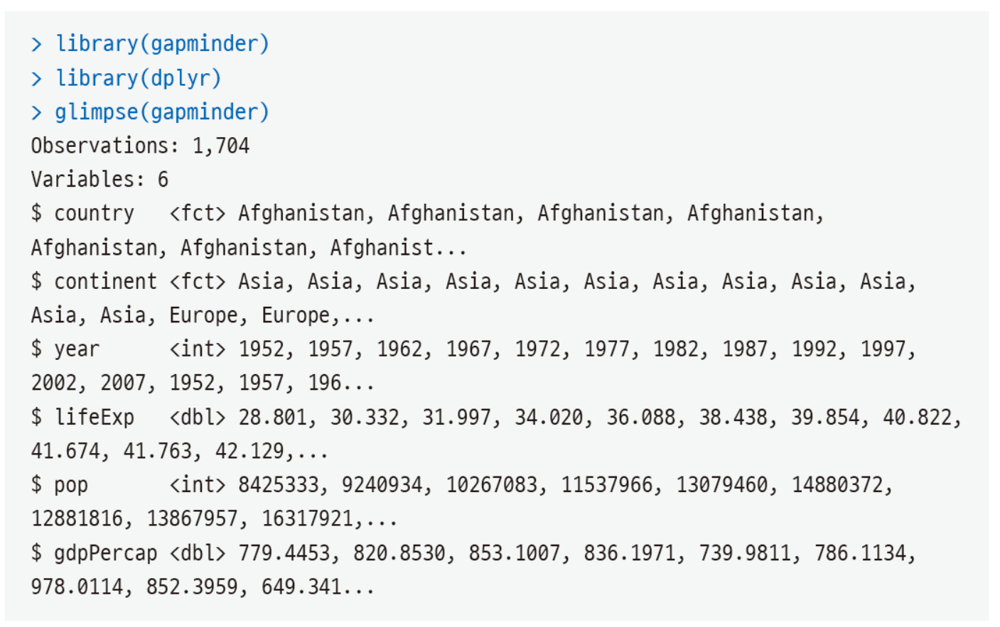 > library(gapminder)
> library(dplyr)
> glimpse(gapminder)
Observations: 1,704
Variables: 6
$ country   <fct> Afghanistan, Afghanistan, Afghanistan, Afghanistan,
Afghanistan, Afghanistan, Afghanist...
$ continent <fct> Asia, Asia, Asia, Asia, Asia, Asia, Asia, Asia, Asia, Asia,
Asia, Asia, Europe, Europe,...
$ year      <int> 1952, 1957, 1962, 1967, 1972, 1977, 1982, 1987, 1992, 1997,
2002, 2007, 1952, 1957, 196...
$ lifeExp   <dbl> 28.801, 30.332, 31.997, 34.020, 36.088, 38.438, 39.854, 40.822,
41.674, 41.763, 42.129,...
$ pop       <int> 8425333, 9240934, 10267083, 11537966, 13079460, 14880372,
12881816, 13867957, 16317921,...
$ gdpPercap <dbl> 779.4453, 820.8530, 853.1007, 836.1971, 739.9811, 786.1134,
978.0114, 852.3959, 649.341...